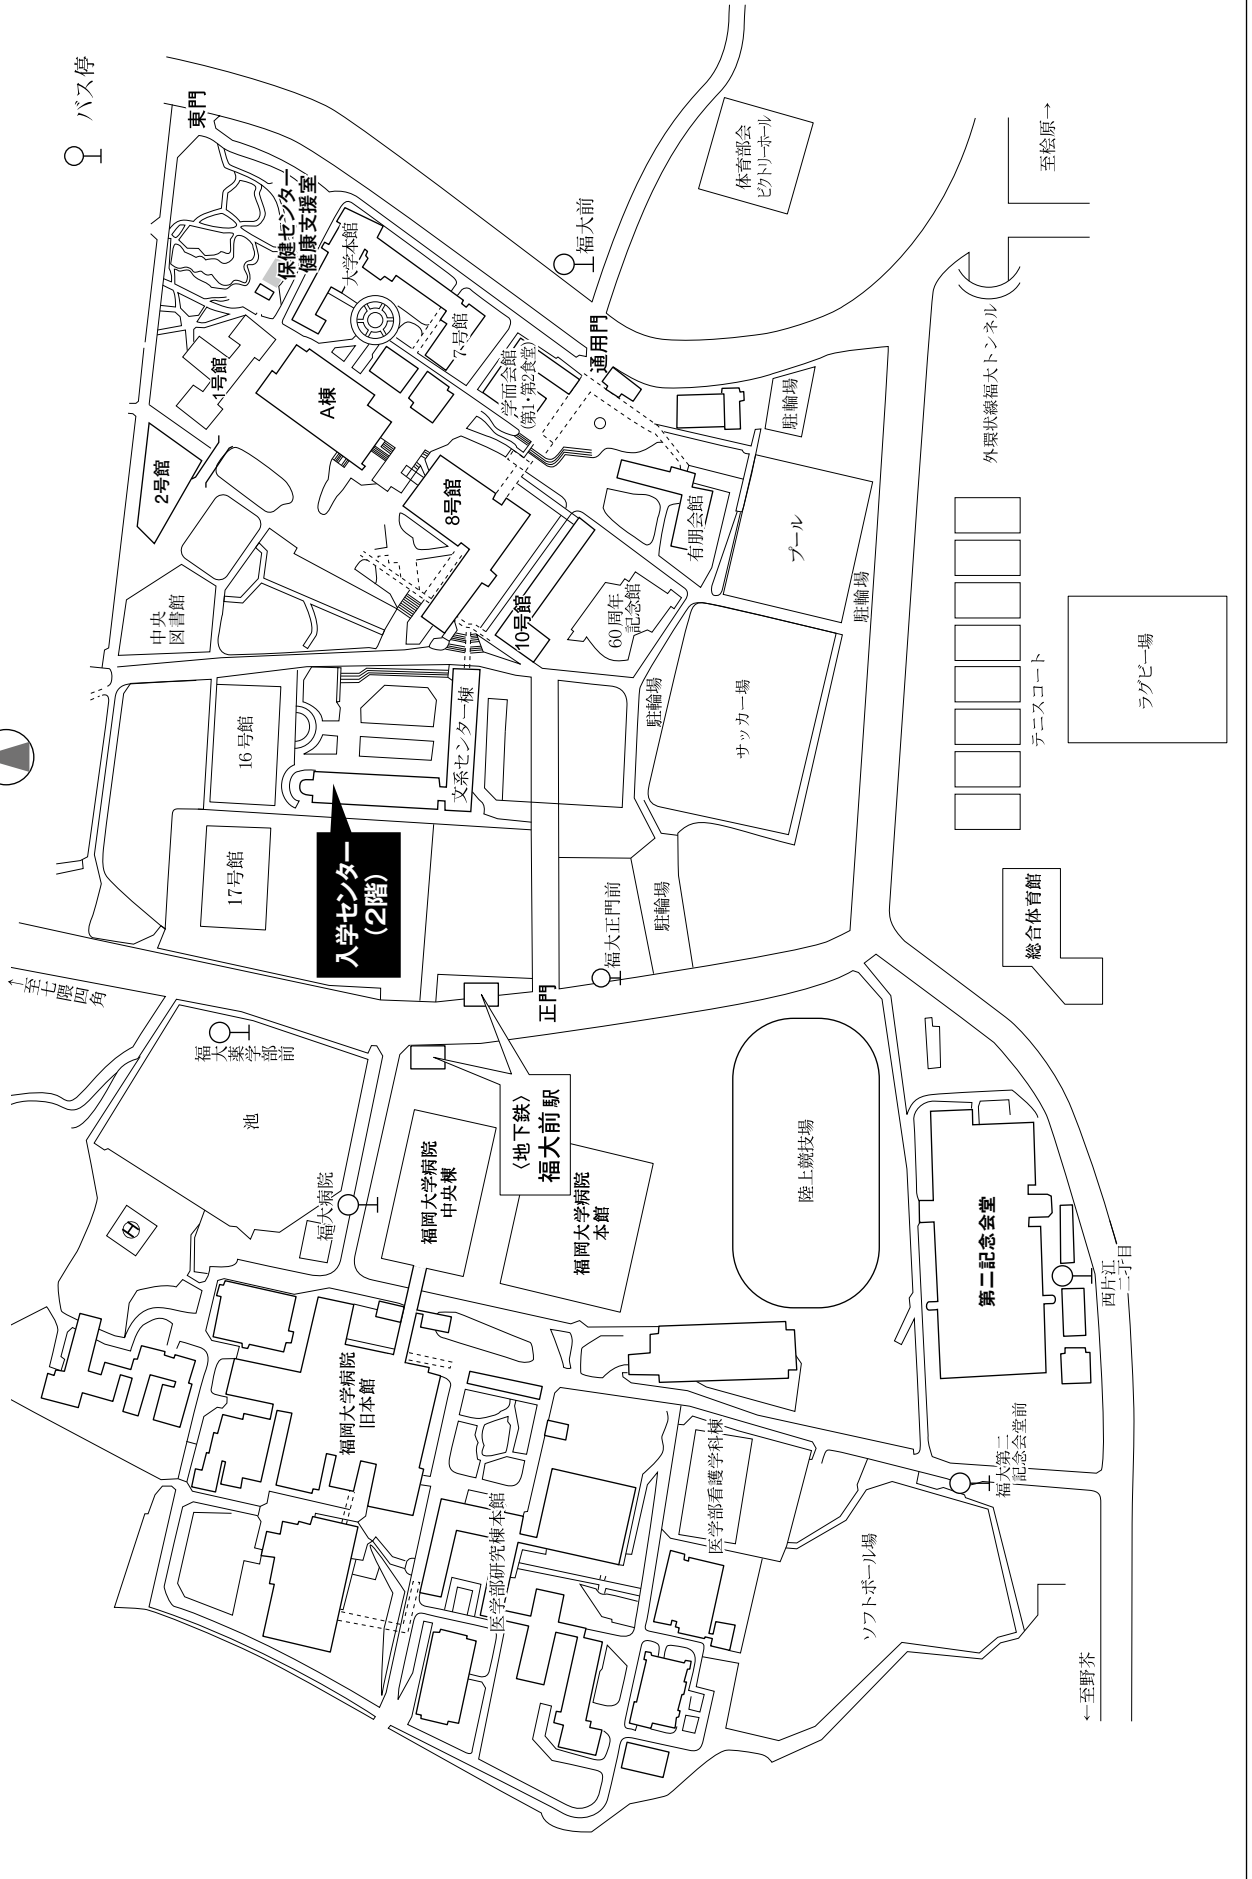 バス停
東門
保健センター
健康支援室
大学本館
1号館
2号館
A棟
7号館
学而会館
(第1・第2食堂)
通用門
福大前
体育部会
ビクトリーホール
至桧原→
外環状線福大トンネル
駐輪場
8号館
有朋会館
プール
駐輪場
中央
図書館
10号館
60周年
記念館
16号館
文系センター棟
駐輪場
サッカー場
テニスコート
ラグビー場
17号館
入学センター
(2階)
福大正門前
駐輪場
総合体育館
←至七隈四角
正門
福大薬学部前
池
〈地下鉄〉
福大前駅
福大病院
福岡大学病院
中央棟
福岡大学病院
本館
陸上競技場
第二記念会堂
西片江
二丁目
H
福岡大学病院
旧本館
医学部研究棟本館
医学部看護学科棟
福大第二
記念会堂前
ソフトボール場
←至野芥